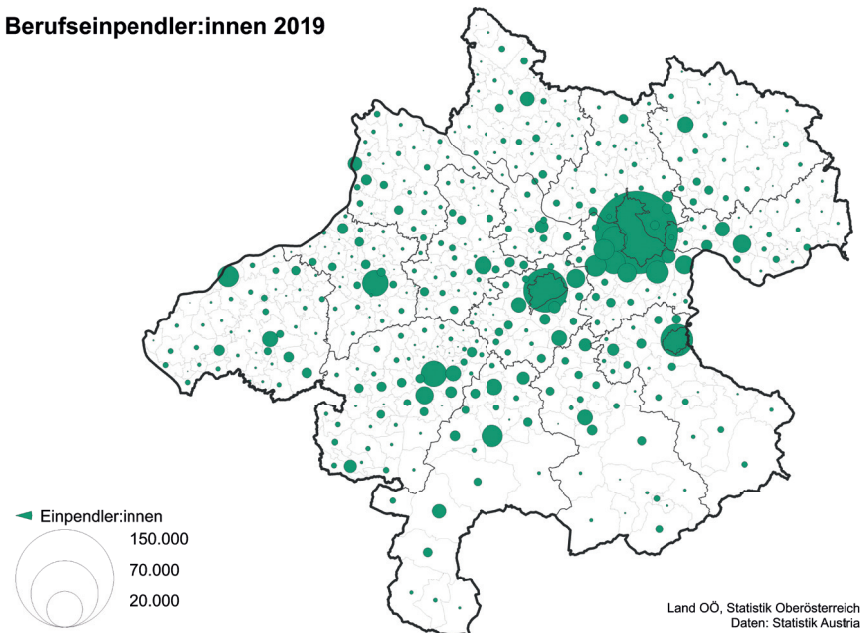 Berufseinpendler:innen 2019
Einpendler:innen
150.000
70.000
20.000
Land OÖ, Statistik Oberösterreich
Daten: Statistik Austria